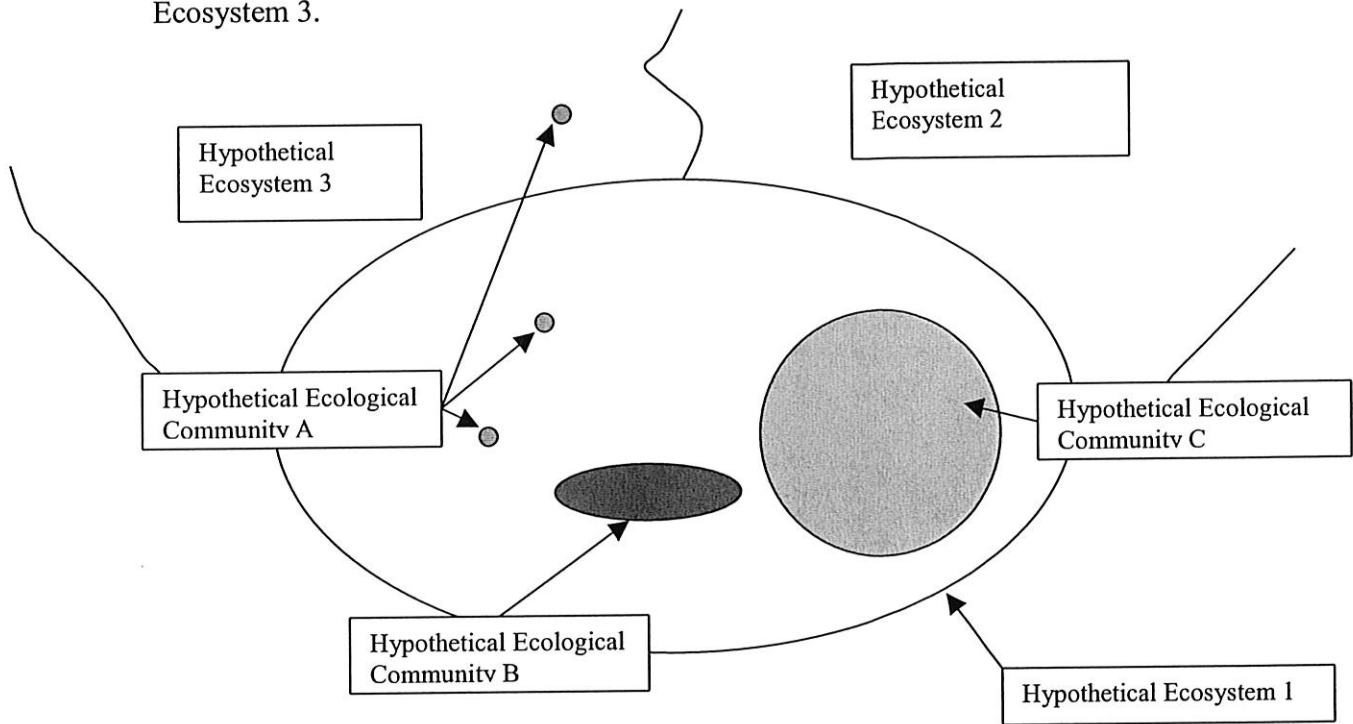 Ecosystem 3.
Hypothetical
Ecosystem 2
Hypothetical
Ecosystem 3
Hypothetical Ecological
Community A
Hypothetical Ecological
Community C
Hypothetical Ecological
Community B
Hypothetical Ecosystem 1